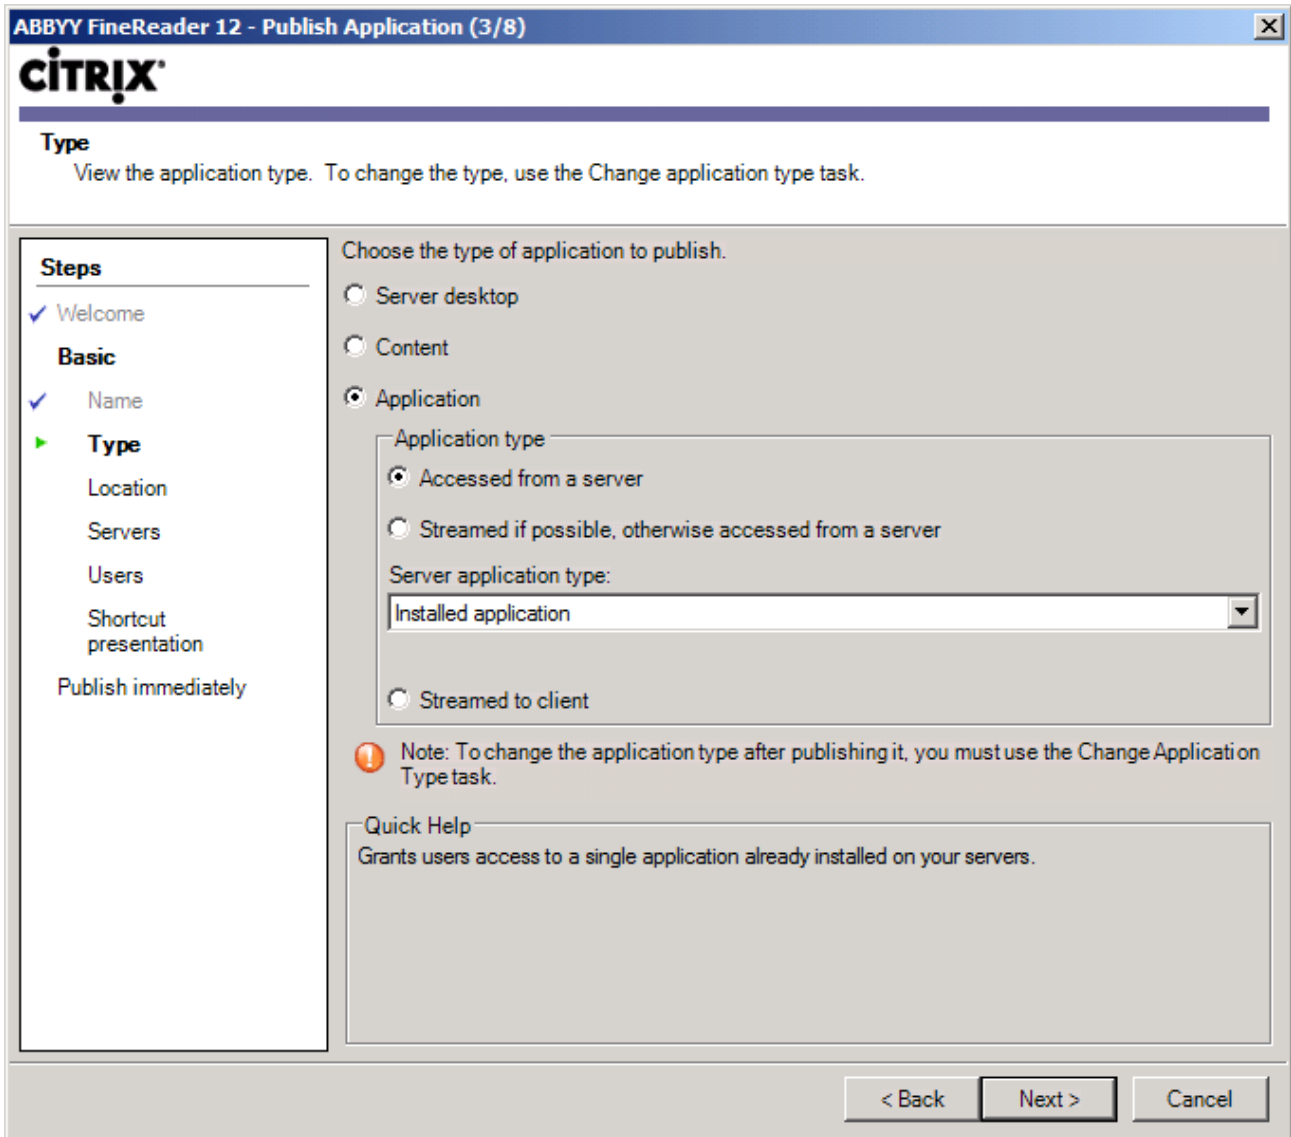 ABBYY FineReader 12 - Publish Application (3/8)
CITRIX®
Type
View the application type. To change the type, use the Change application type task.
Steps
Welcome
Basic
Name
Type
Location
Servers
Users
Shortcut
presentation
Publish immediately
Choose the type of application to publish.
Server desktop
Content
Application
Application type
Accessed from a server
Streamed if possible, otherwise accessed from a server
Server application type:
Installed application
Streamed to client
Note: To change the application type after publishing it, you must use the Change Application
Type task.
Quick Help
Grants users access to a single application already installed on your servers.
< Back
Next >
Cancel